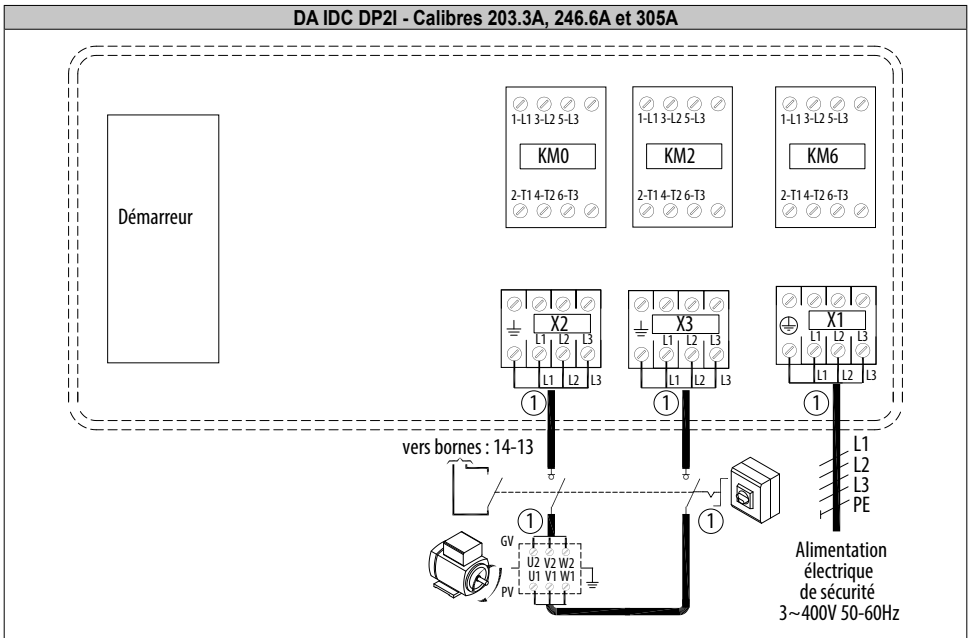 DA IDC DP2I - Calibres 203.3A, 246.6A et 305A
Démarreur
1-L1 3-L2 5-L3
KM0
2-T1 4-T2 6-T3
1-L1 3-L2 5-L3
KM2
2-T1 4-T2 6-T3
1-L1 3-L2 5-L3
KM6
2-T1 4-T2 6-T3
X2
L1 L2 L3
L1 L2 L3
1
X3
L1 L2 L3
L1 L2 L3
1
X1
L1 L2 L3
L1 L2 L3
1
vers bornes : 14-13
L1
L2
L3
PE
1
1
GV
U2 V2 W2
U1 V1 W1
PV
Alimentation
électrique
de sécurité
3~400V 50-60Hz